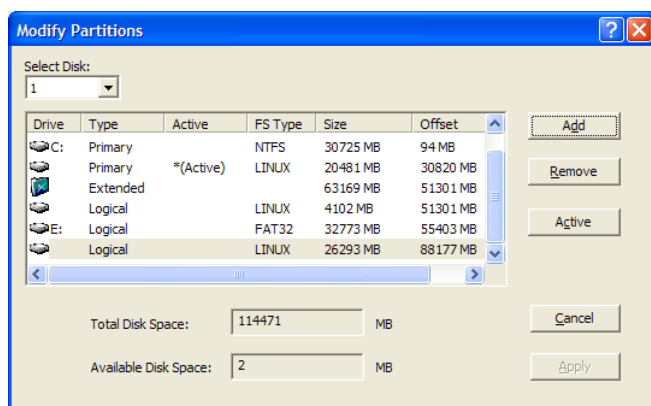 Modify Partitions
Select Disk:
1
Drive Type Active FS Type Size Offset
C: Primary NTFS 30725 MB 94 MB
Primary *(Active) LINUX 20481 MB 30820 MB
Extended 63169 MB 51301 MB
Logical LINUX 4102 MB 51301 MB
E: Logical FAT32 32773 MB 55403 MB
Logical LINUX 26293 MB 88177 MB
Add
Remove
Active
Total Disk Space: 114471 MB
Cancel
Available Disk Space: 2 MB
Apply